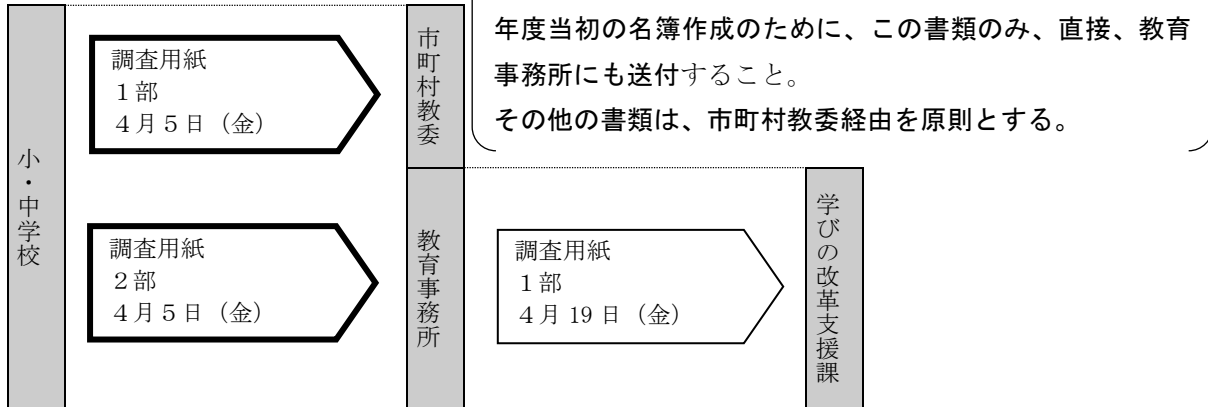 小・中学校
調査用紙
１部
４月５日（金）
市町村教委
年度当初の名簿作成のために、この書類のみ、直接、教育
事務所にも送付すること。
その他の書類は、市町村教委経由を原則とする。
調査用紙
２部
４月５日（金）
教育事務所
調査用紙
１部
４月 19 日（金）
学びの改革支援課